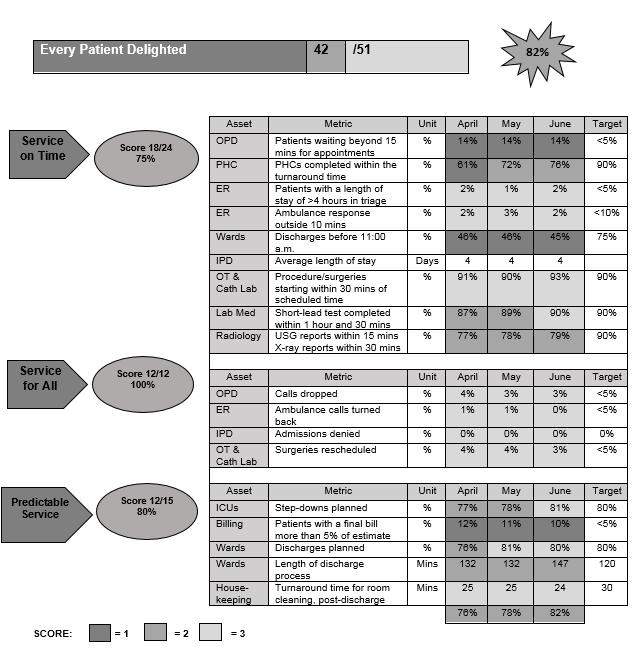 Every Patient Delighted 42 /51
82%
Service on Time
Score 18/24
75%
Asset Metric Unit April May June Target
OPD Patients waiting beyond 15 mins for appointments % 14% 14% 14% <5%
PHC PHCs completed within the turnaround time % 61% 72% 76% 90%
ER Patients with a length of stay of >4 hours in triage % 2% 1% 2% <5%
ER Ambulance response outside 10 mins % 2% 3% 2% <10%
Wards Discharges before 11:00 a.m. % 46% 46% 45% 75%
IPD Average length of stay Days 4 4 4
OT & Cath Lab Procedure/surgeries starting within 30 mins of scheduled time % 91% 90% 93% 90%
Lab Med Short-lead test completed within 1 hour and 30 mins % 87% 89% 90% 90%
Radiology USG reports within 15 mins X-ray reports within 30 mins % 77% 78% 79% 90%
Service for All
Score 12/12
100%
Asset Metric Unit April May June Target
OPD Calls dropped % 4% 3% 3% <5%
ER Ambulance calls turned back % 1% 1% 0% <5%
IPD Admissions denied % 0% 0% 0% 0%
OT & Cath Lab Surgeries rescheduled % 4% 4% 3% <5%
Predictable Service
Score 12/15
80%
Asset Metric Unit April May June Target
ICUs Step-downs planned % 77% 78% 81% 80%
Billing Patients with a final bill more than 5% of estimate % 12% 11% 10% <5%
Wards Discharges planned % 76% 81% 80% 80%
Wards Length of discharge process Mins 132 132 147 120
House-keeping Turnaround time for room cleaning, post-discharge Mins 25 25 24 30
76% 78% 82%
SCORE: = 1 = 2 = 3